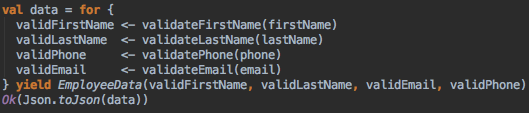 val data = for {
  validFirstName <- validateFirstName(firstName)
  validLastName  <- validateLastName(lastName)
  validPhone     <- validatePhone(phone)
  validEmail     <- validateEmail(email)
} yield EmployeeData(validFirstName, validLastName, validEmail, validPhone)
Ok(Json.toJson(data))